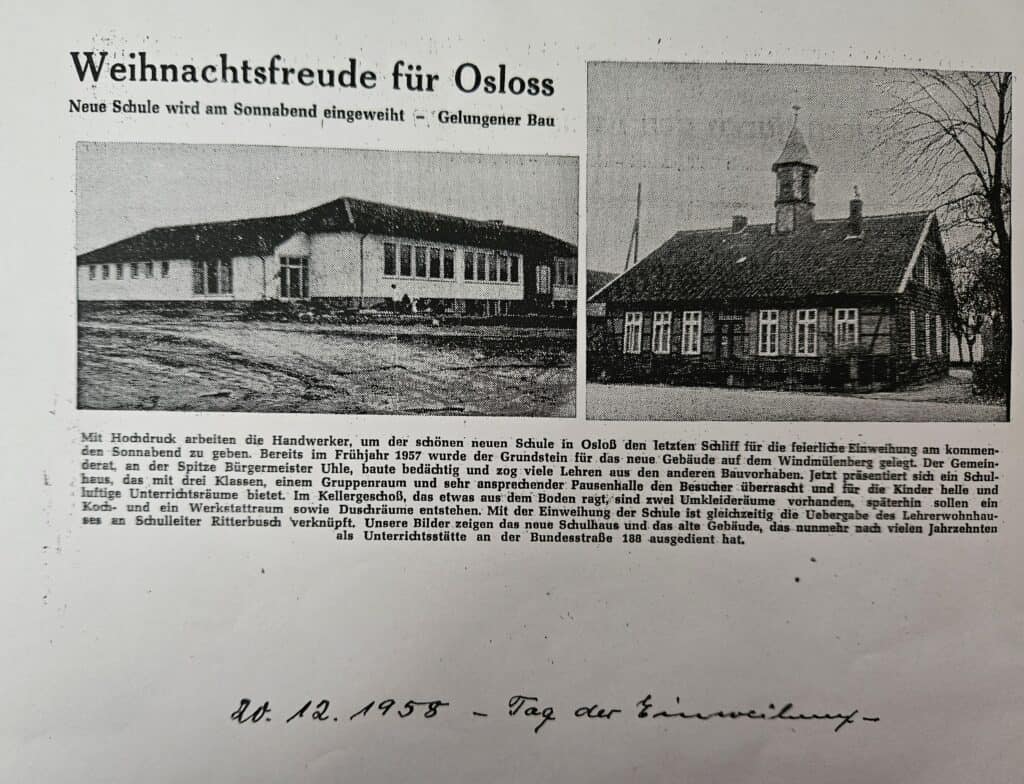 Weihnachtsfreude für Osloss
Neue Schule wird am Sonnabend eingeweiht – Gelungener Bau
Mit Hochdruck arbeiten die Handwerker, um der schönen neuen Schule in Osloß den letzten Schliff für die feierliche Einweihung am kommen-
den Sonnabend zu geben. Bereits im Frühjahr 1957 wurde der Grundstein für das neue Gebäude auf dem Windmülenberg gelegt. Der Gemein-
derat, an der Spitze Bürgermeister Uhle, baute bedächtig und zog viele Lehren aus den anderen Bauvorhaben. Jetzt präsentiert sich ein Schul-
haus, das mit drei Klassen, einem Gruppenraum und sehr ansprechender Pausenhalle den Besucher überrascht und für die Kinder helle und
luftige Unterrichtsräume bietet. Im Kellergeschoß, das etwas aus dem Boden ragt, sind zwei Umkleideräume vorhanden, späterhin sollen ein
Koch- und ein Werkstattraum sowie Duschräume entstehen. Mit der Einweihung der Schule ist gleichzeitig die Uebergabe des Lehrerwohnhau-
ses an Schulleiter Ritterbusch verknüpft. Unsere Bilder zeigen das neue Schulhaus und das alte Gebäude, das nunmehr nach vielen Jahrzehnten
als Unterrichtsstätte an der Bundesstraße 188 ausgedient hat.
20. 12. 1958 – Tag der Einweihung –